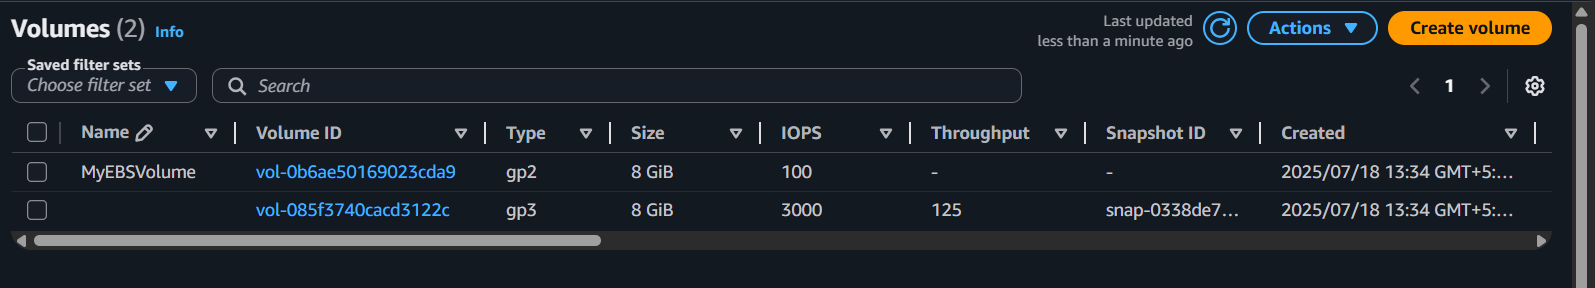 Volumes (2) Info
Last updated
less than a minute ago
Actions
Create volume
Saved filter sets
Choose filter set
Search
1
Name Volume ID Type Size IOPS Throughput Snapshot ID Created
MyEBSVolume vol-0b6ae50169023cda9 gp2 8 GiB 100 - - 2025/07/18 13:34 GMT+5:...
vol-085f3740cacd3122c gp3 8 GiB 3000 125 snap-0338de7... 2025/07/18 13:34 GMT+5:...